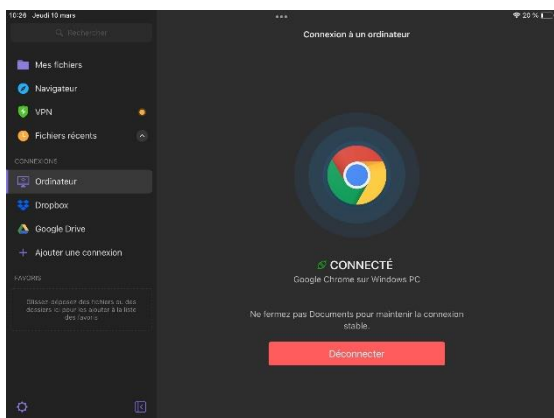 10:26 Jeudi 10 mars
20 %
Rechercher
Connexion à un ordinateur
Mes fichiers
Navigateur
VPN
Fichiers récents
CONNEXIONS
Ordinateur
Dropbox
Google Drive
Ajouter une connexion
FAVORIS
Glissez-déposez des fichiers ou des
dossiers ici pour les ajouter à la liste
des favoris
CONNECTÉ
Google Chrome sur Windows PC
Ne fermez pas Documents pour maintenir la connexion
stable.
Déconnecter